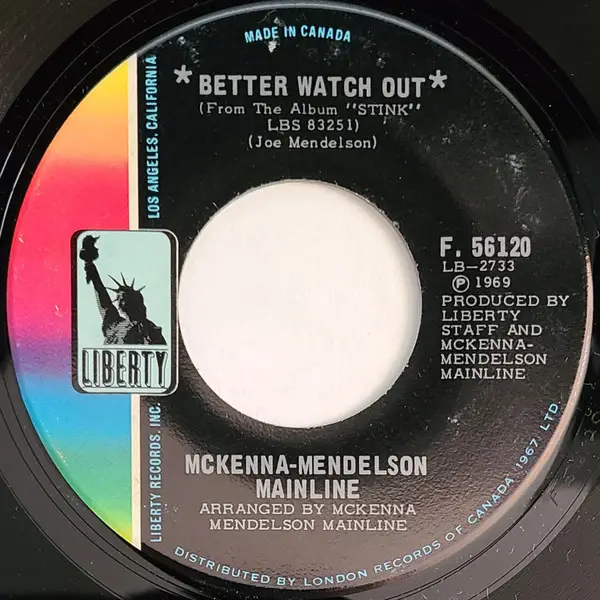 MADE IN CANADA
*BETTER WATCH OUT*
(From The Album "STINK"
LBS 83251)
(Joe Mendelson)
LOS ANGELES, CALIFORNIA
LIBERTY
LIBERTY RECORDS, INC.
F. 56120
LB-2733
Ⓟ 1969
PRODUCED BY
LIBERTY
STAFF AND
MCKENNA-
MENDELSON
MAINLINE
MCKENNA-MENDELSON
MAINLINE
ARRANGED BY MCKENNA
MENDELSON MAINLINE
DISTRIBUTED BY LONDON RECORDS OF CANADA (1967) LTD.